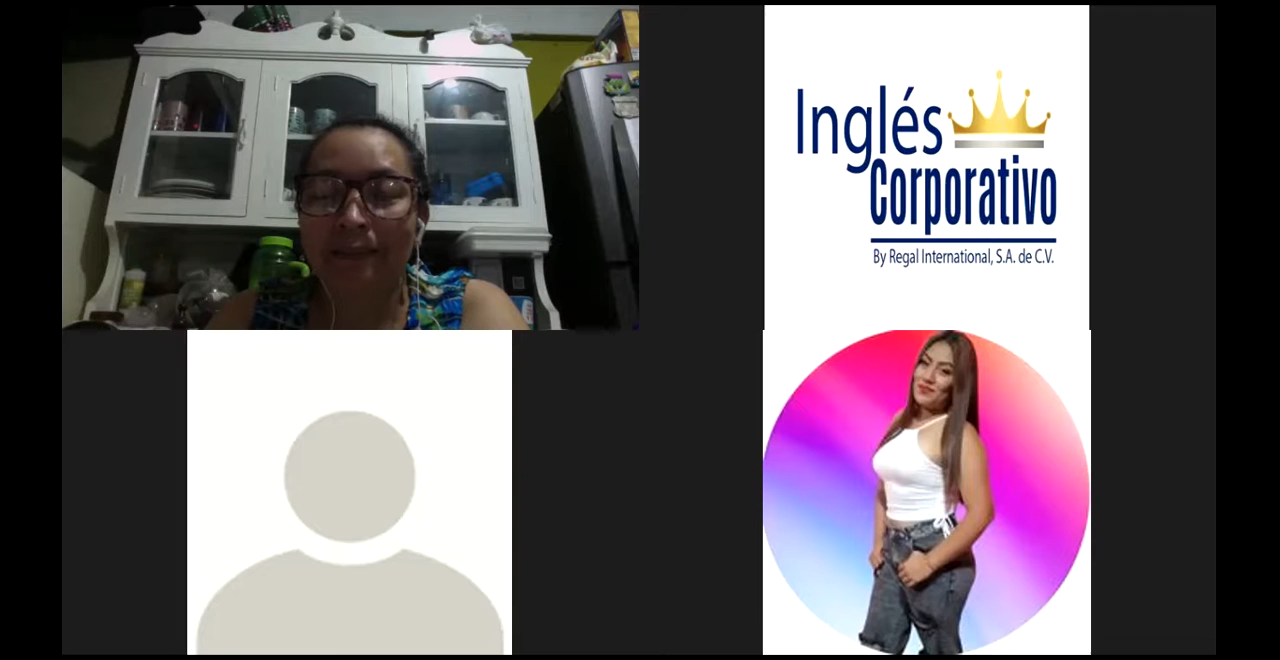 Inglés
Corporativo
By Regal International, S.A. de C.V.